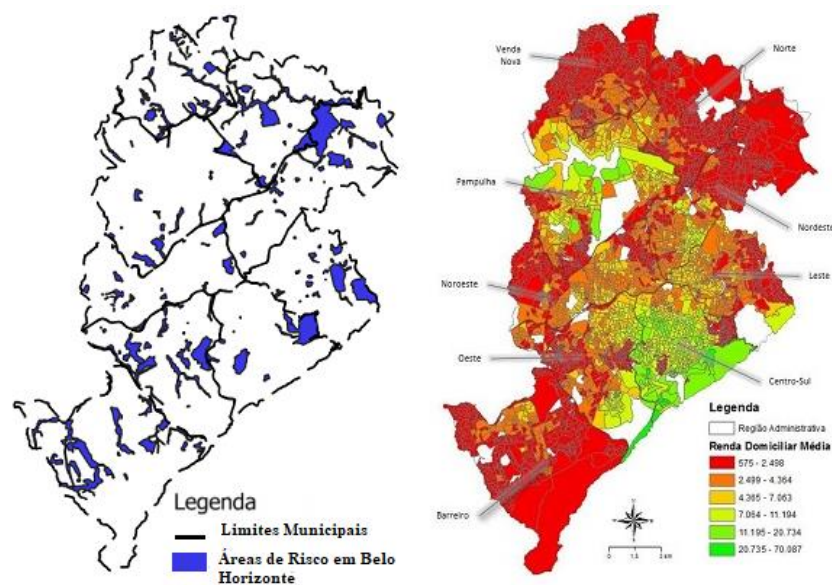 Legenda
Limites Municipais
Áreas de Risco em Belo
Horizonte
Venda
Nova
Norte
Pampulha
Nordeste
Noroeste
Leste
Oeste
Centro-Sul
Barreiro
Legenda
Região Administrativa
Renda Domiciliar Média
575 - 2.498
2.499 - 4.364
4.365 - 7.063
7.064 - 11.194
11.195 - 20.734
20.735 - 70.087